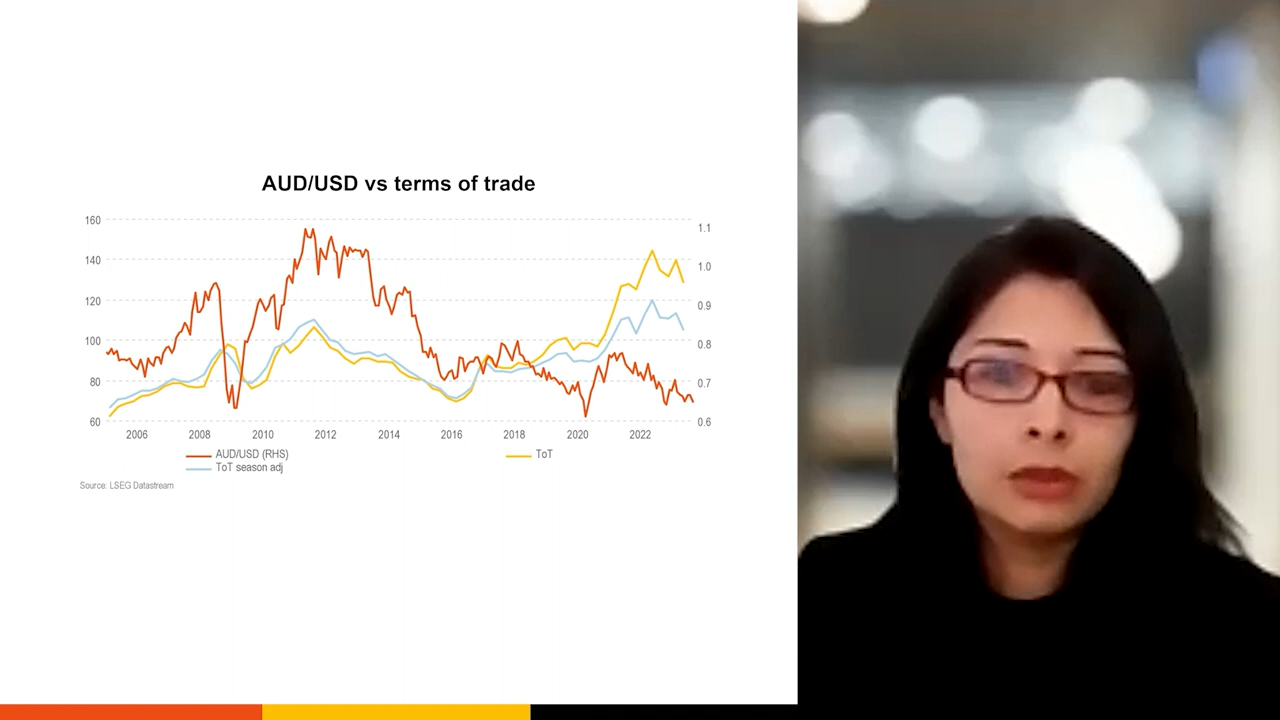 AUD/USD vs terms of trade
160
140
120
100
80
60
1.1
1.0
0.9
0.8
0.7
0.6
2006 2008 2010 2012 2014 2016 2018 2020 2022
AUD/USD (RHS)
ToT season adj
ToT
Source: LSEG Datastream